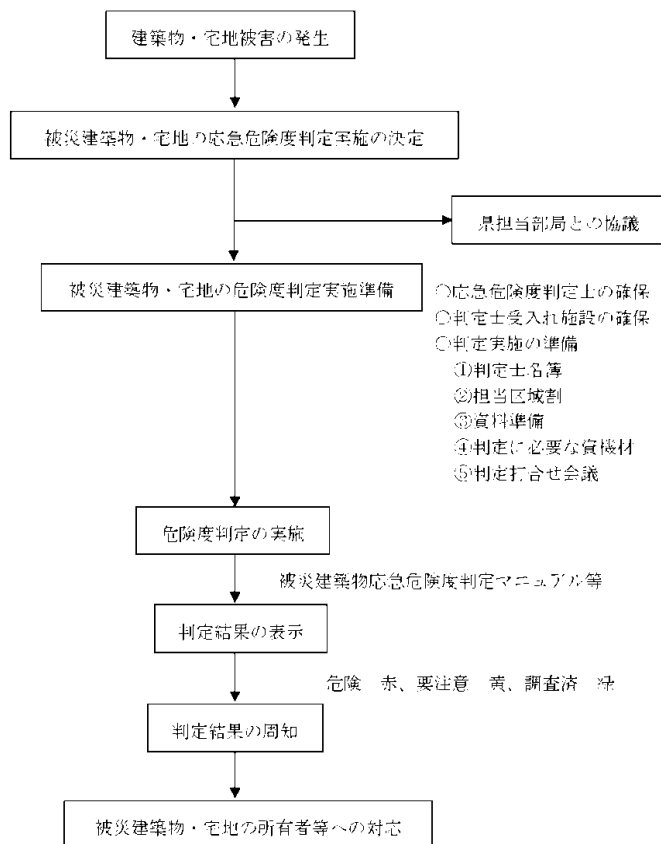 建築物・宅地被害の発生
被災建築物・宅地の応急危険度判定実施の決定
県担当部局との協議
被災建築物・宅地の危険度判定実施準備
○応急危険度判定士の確保
○判定士受入れ施設の確保
○判定実施の準備
①判定士名簿
②担当区域割
③資料準備
④判定に必要な資機材
⑤判定打合せ会議
危険度判定の実施
被災建築物応急危険度判定マニュアル等
判定結果の表示
危険 赤、要注意 黄、調査済 緑
判定結果の周知
被災建築物・宅地の所有者等への対応